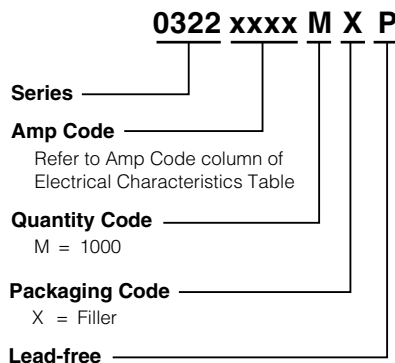 0322 xxxx M X P
Series
Amp Code
Refer to Amp Code column of
Electrical Characteristics Table
Quantity Code
M = 1000
Packaging Code
X = Filler
Lead-free